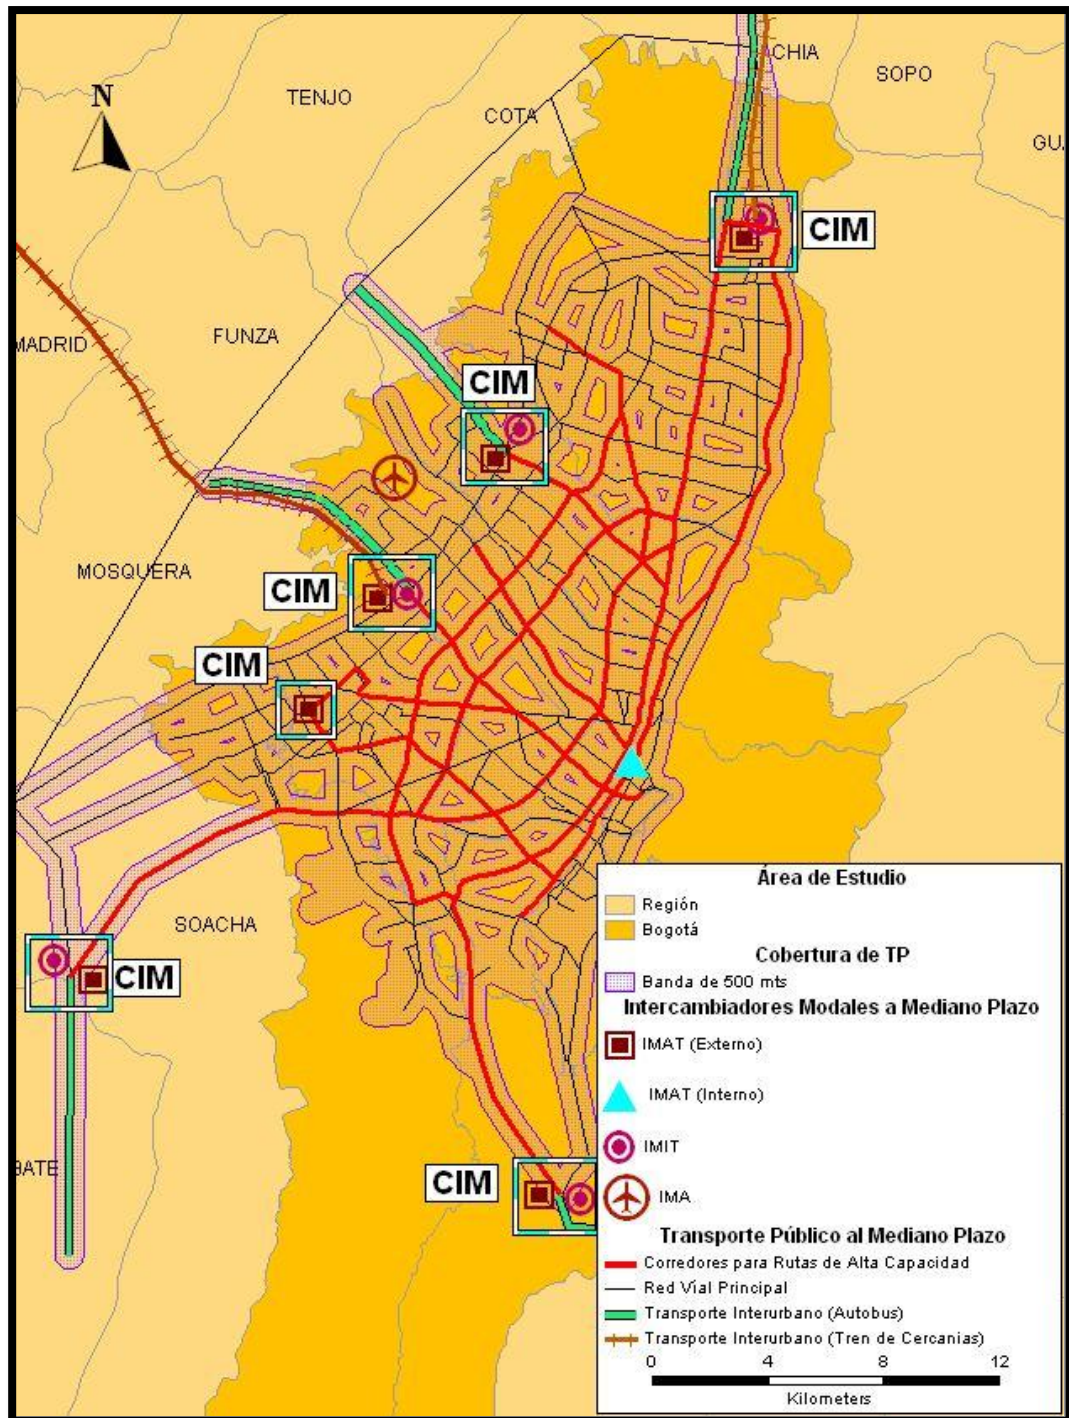 CHIA
SOPO
TENJO
N
COTA
GU
CIM
FUNZA
MADRID
CIM
MOSQUERA
CIM
CIM
SOACHA
CIM
BATE
CIM
Área de Estudio
Región
Bogotá
Cobertura de TP
Banda de 500 mts
Intercambiadores Modales a Mediano Plazo
IMAT (Externo)
IMAT (Interno)
IMIT
IMA
Transporte Público al Mediano Plazo
Corredores para Rutas de Alta Capacidad
Red Vial Principal
Transporte Interurbano (Autobus)
Transporte Interurbano (Tren de Cercanias)
0 4 8 12
Kilometers